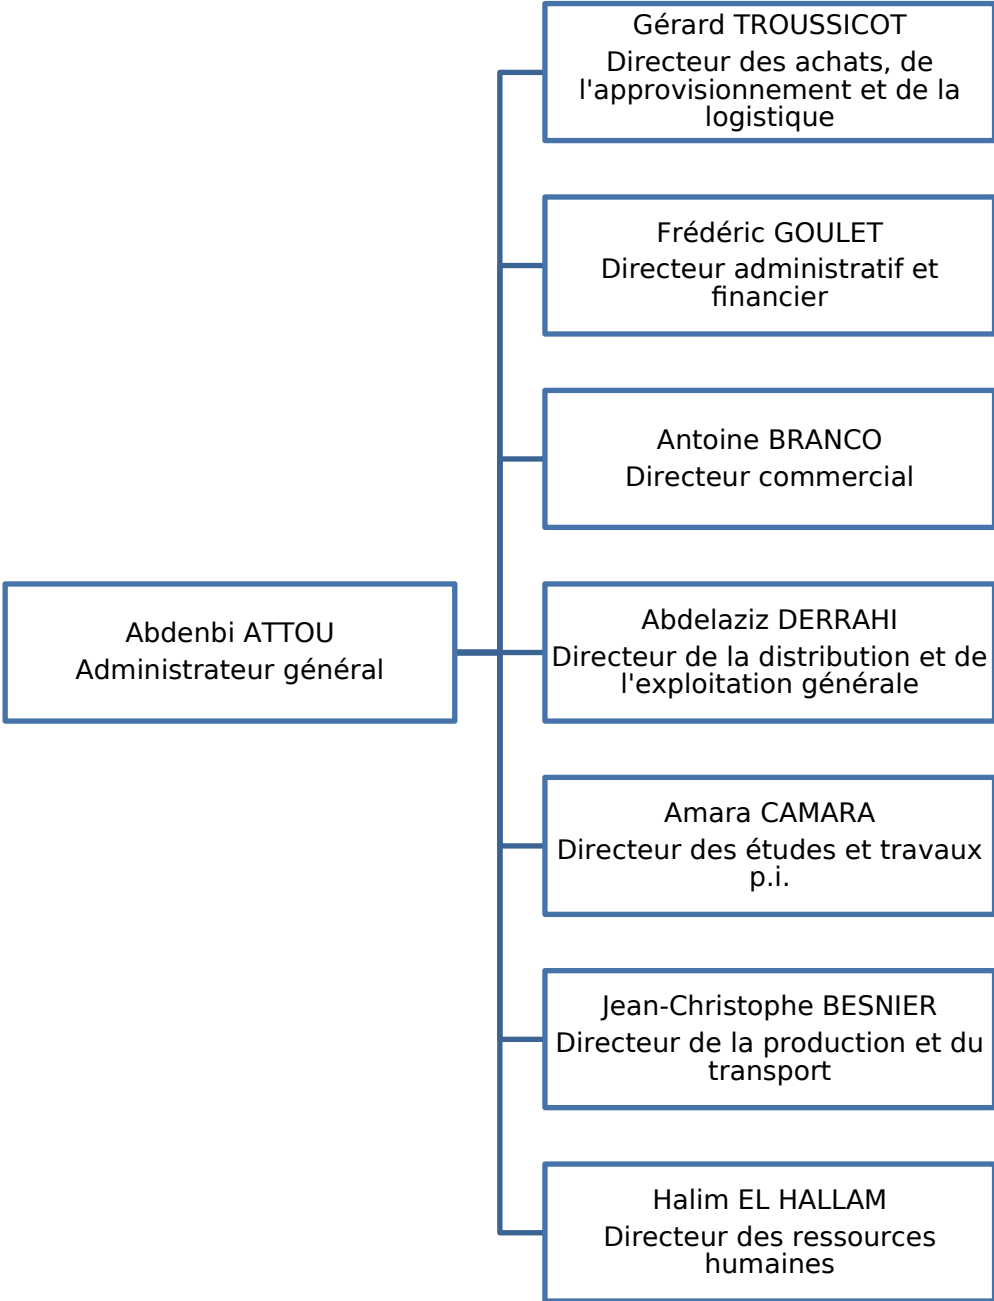 Gérard TROUSSICOT
Directeur des achats, de
l'approvisionnement et de la
logistique
Frédéric GOULET
Directeur administratif et
financier
Antoine BRANCO
Directeur commercial
Abdenbi ATTOU
Administrateur général
Abdelaziz DERRAHI
Directeur de la distribution et de
l'exploitation générale
Amara CAMARA
Directeur des études et travaux
p.i.
Jean-Christophe BESNIER
Directeur de la production et du
transport
Halim EL HALLAM
Directeur des ressources
humaines